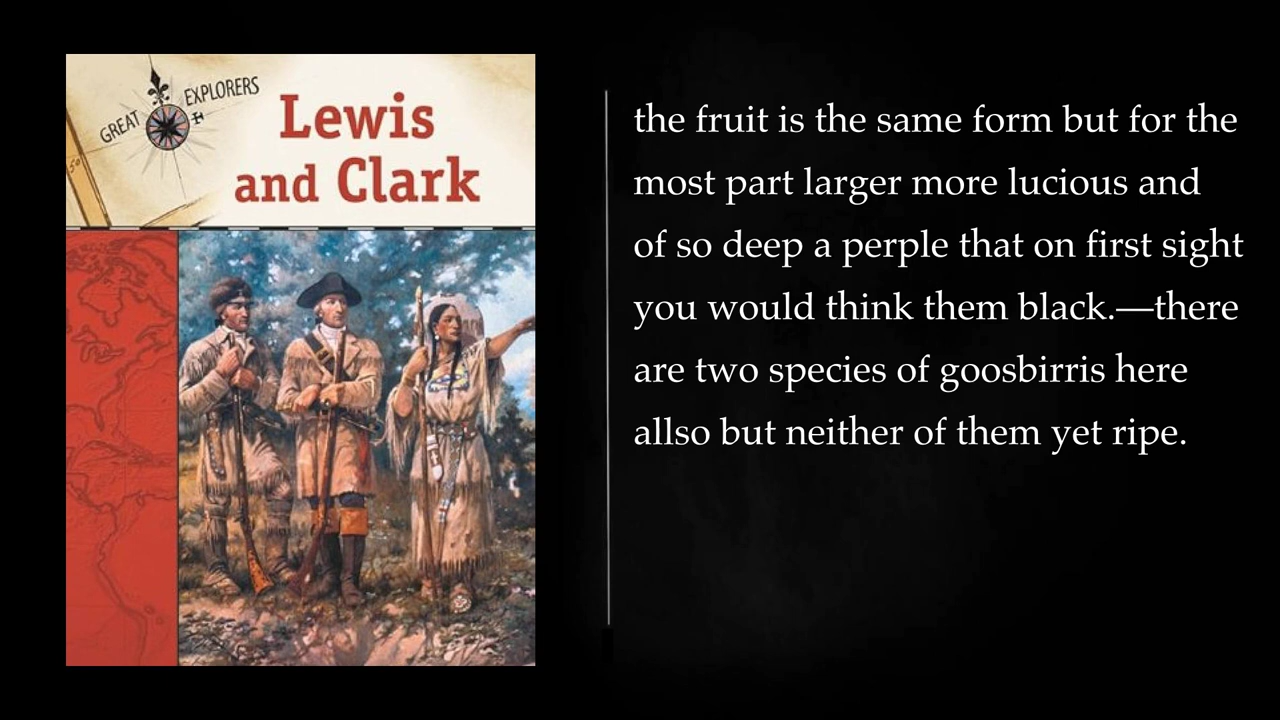 GREAT EXPLORERS
Lewis
and Clark
50
the fruit is the same form but for the
most part larger more lucious and
of so deep a perple that on first sight
you would think them black.—there
are two species of goosbirris here
allso but neither of them yet ripe.